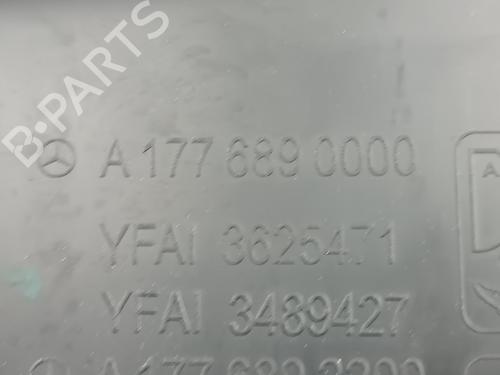 B-PARTS
A 177 689 0000
YFAI 3625471
YFAI 3489427